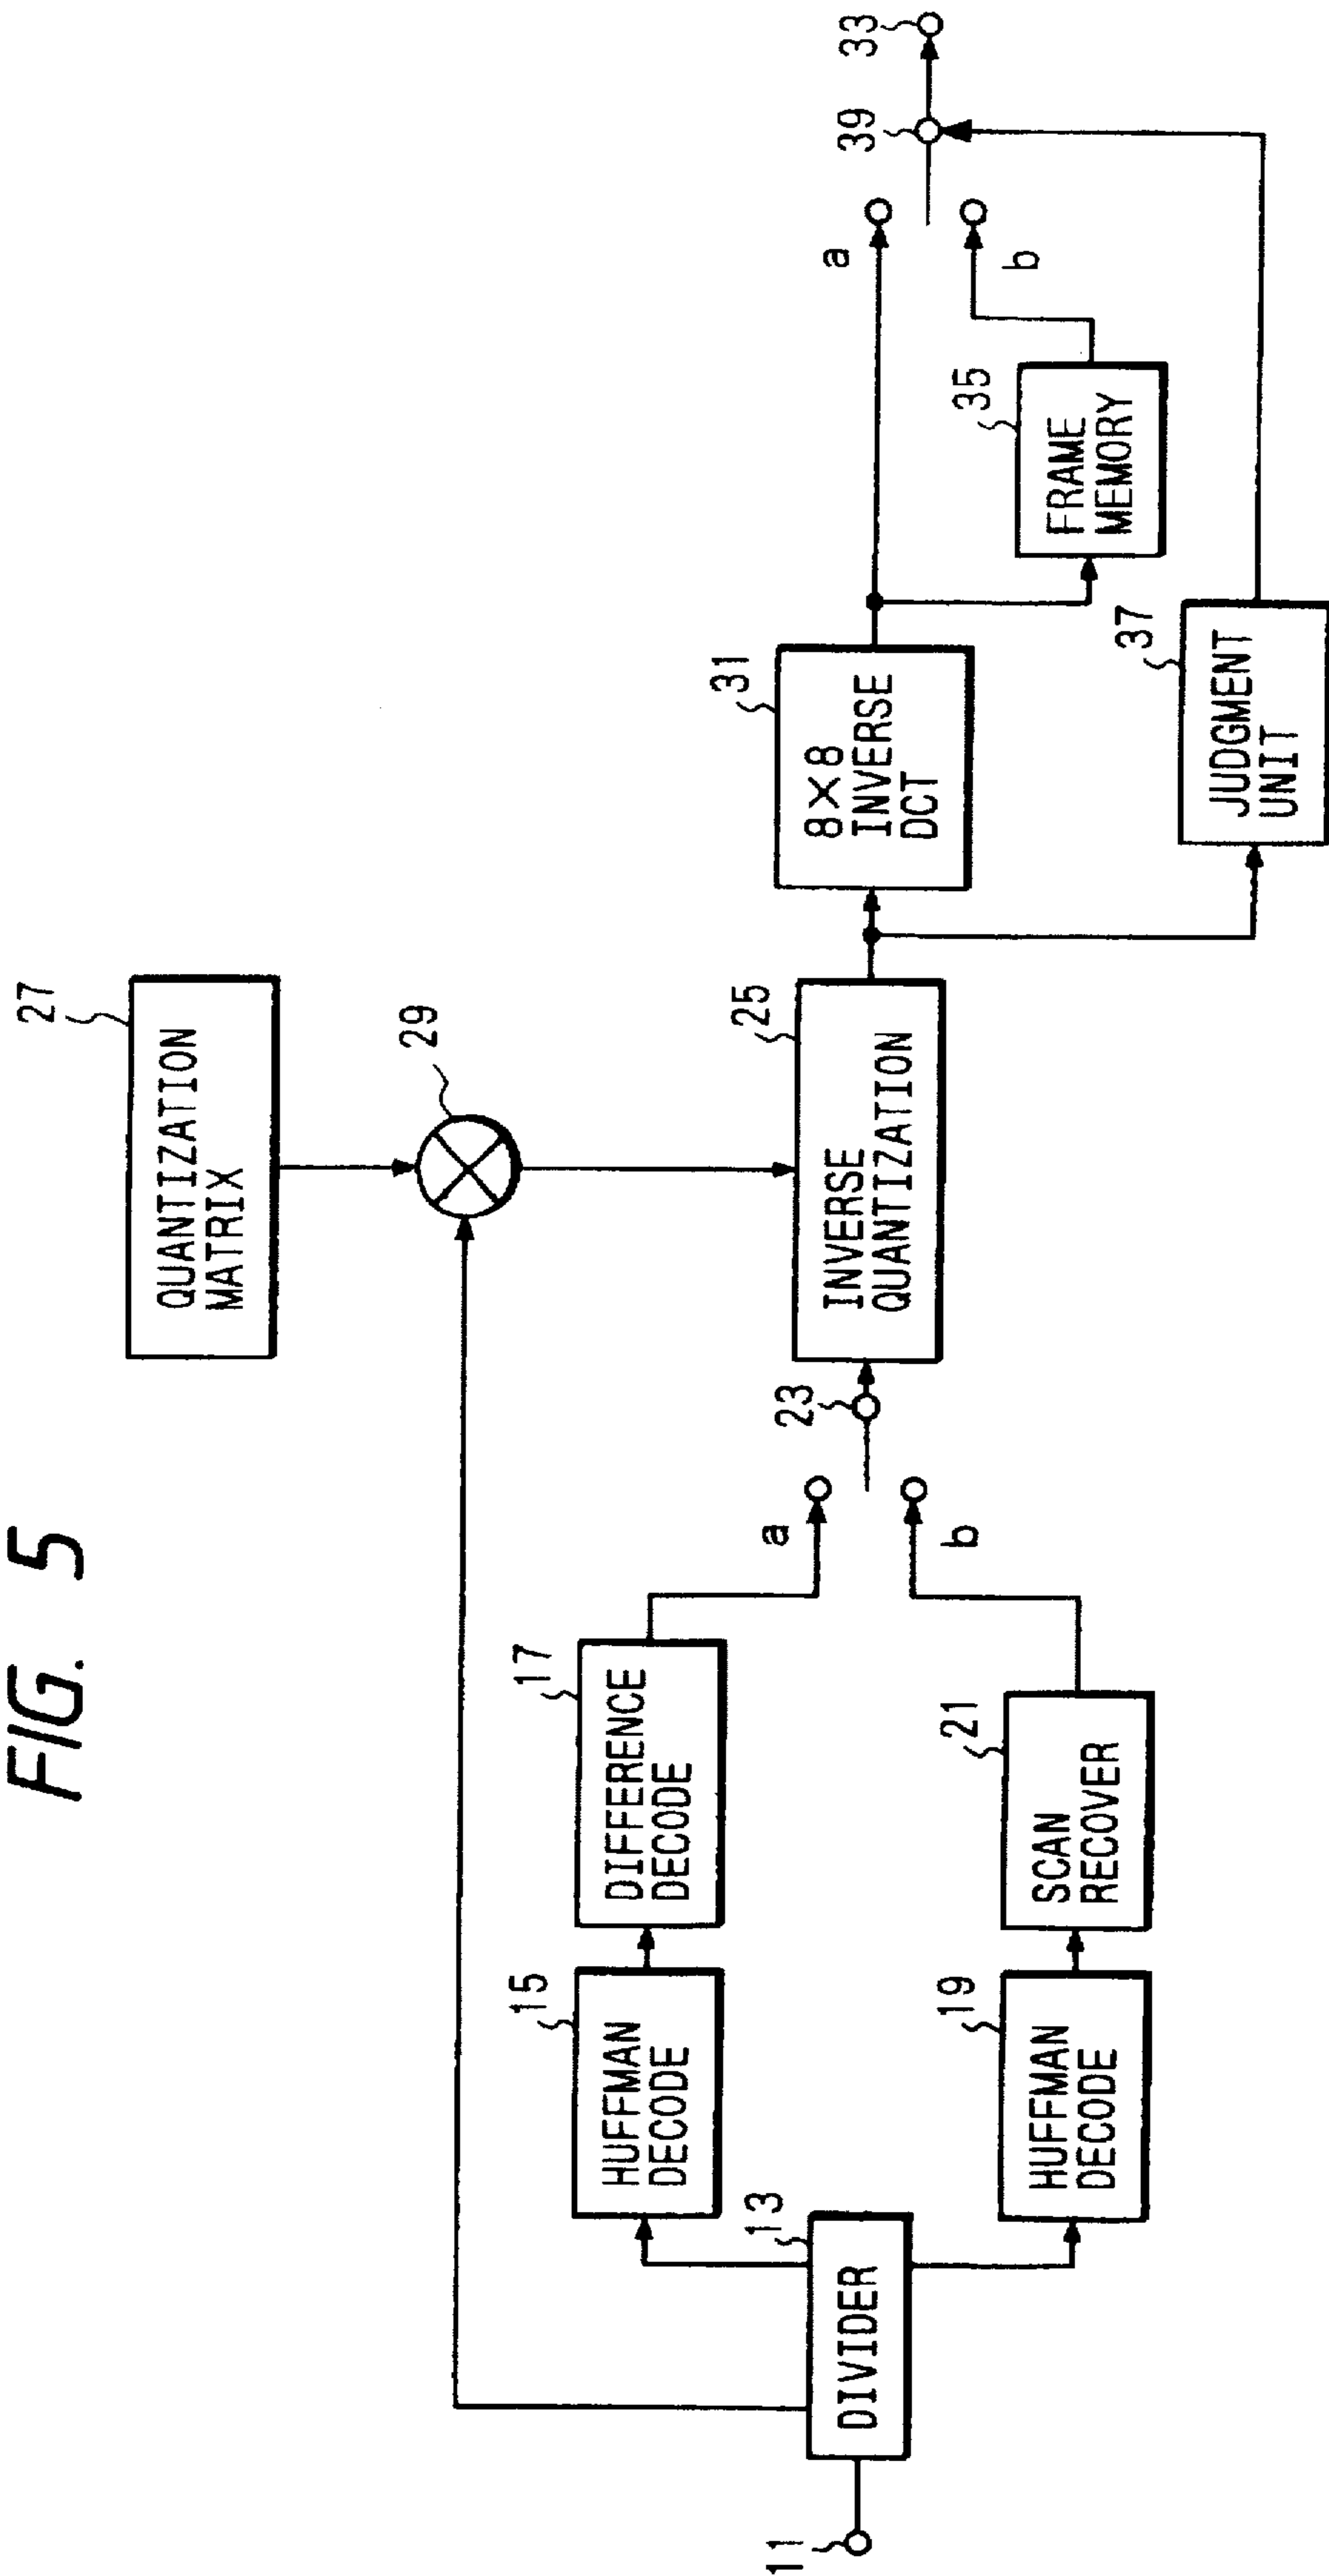 FIG. 5
11
DIVIDER
13
HUFFMAN
DECODE
15
DIFFERENCE
DECODE
17
HUFFMAN
DECODE
19
SCAN
RECOVER
21
a
b
23
INVERSE
QUANTIZATION
25
QUANTIZATION
MATRIX
27
29
8×8
INVERSE
DCT
31
FRAME
MEMORY
35
JUDGMENT
UNIT
37
a
b
39
33